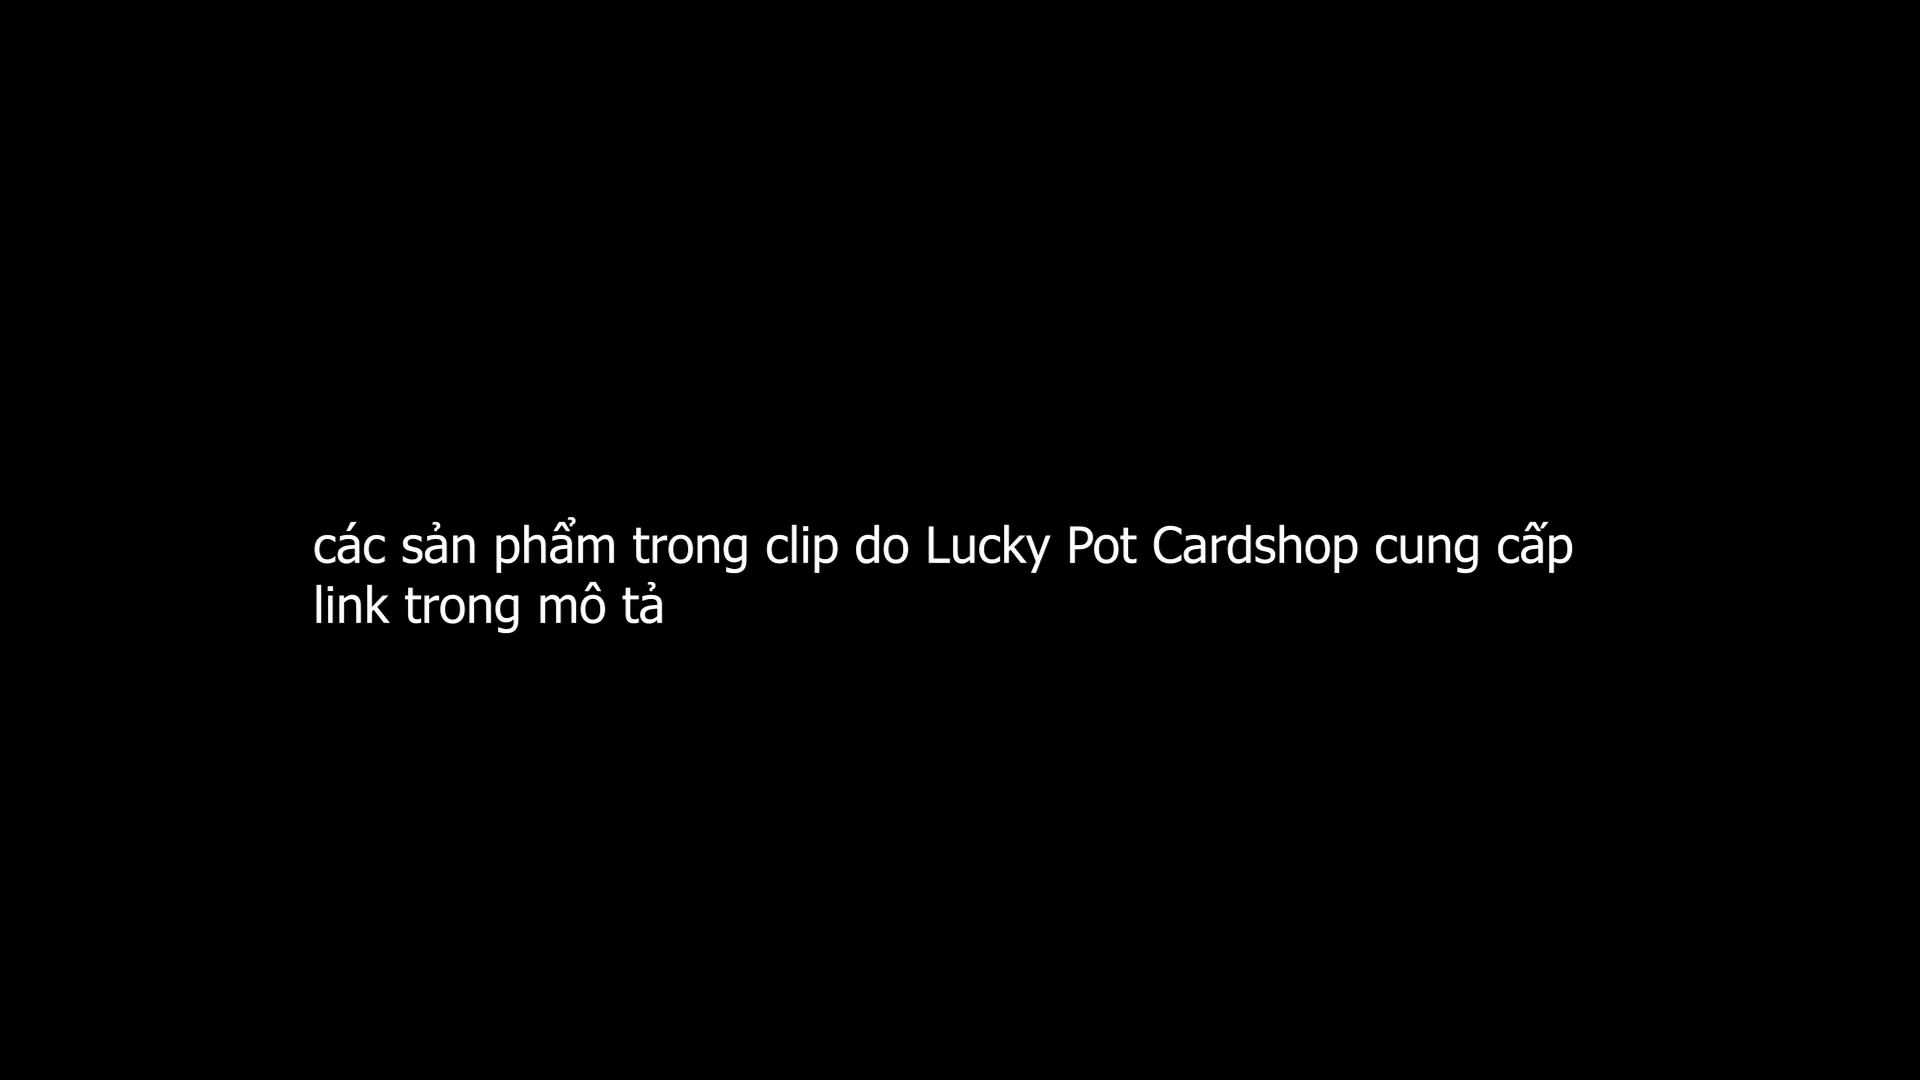 các sản phẩm trong clip do Lucky Pot Cardshop cung cấp
link trong mô tả